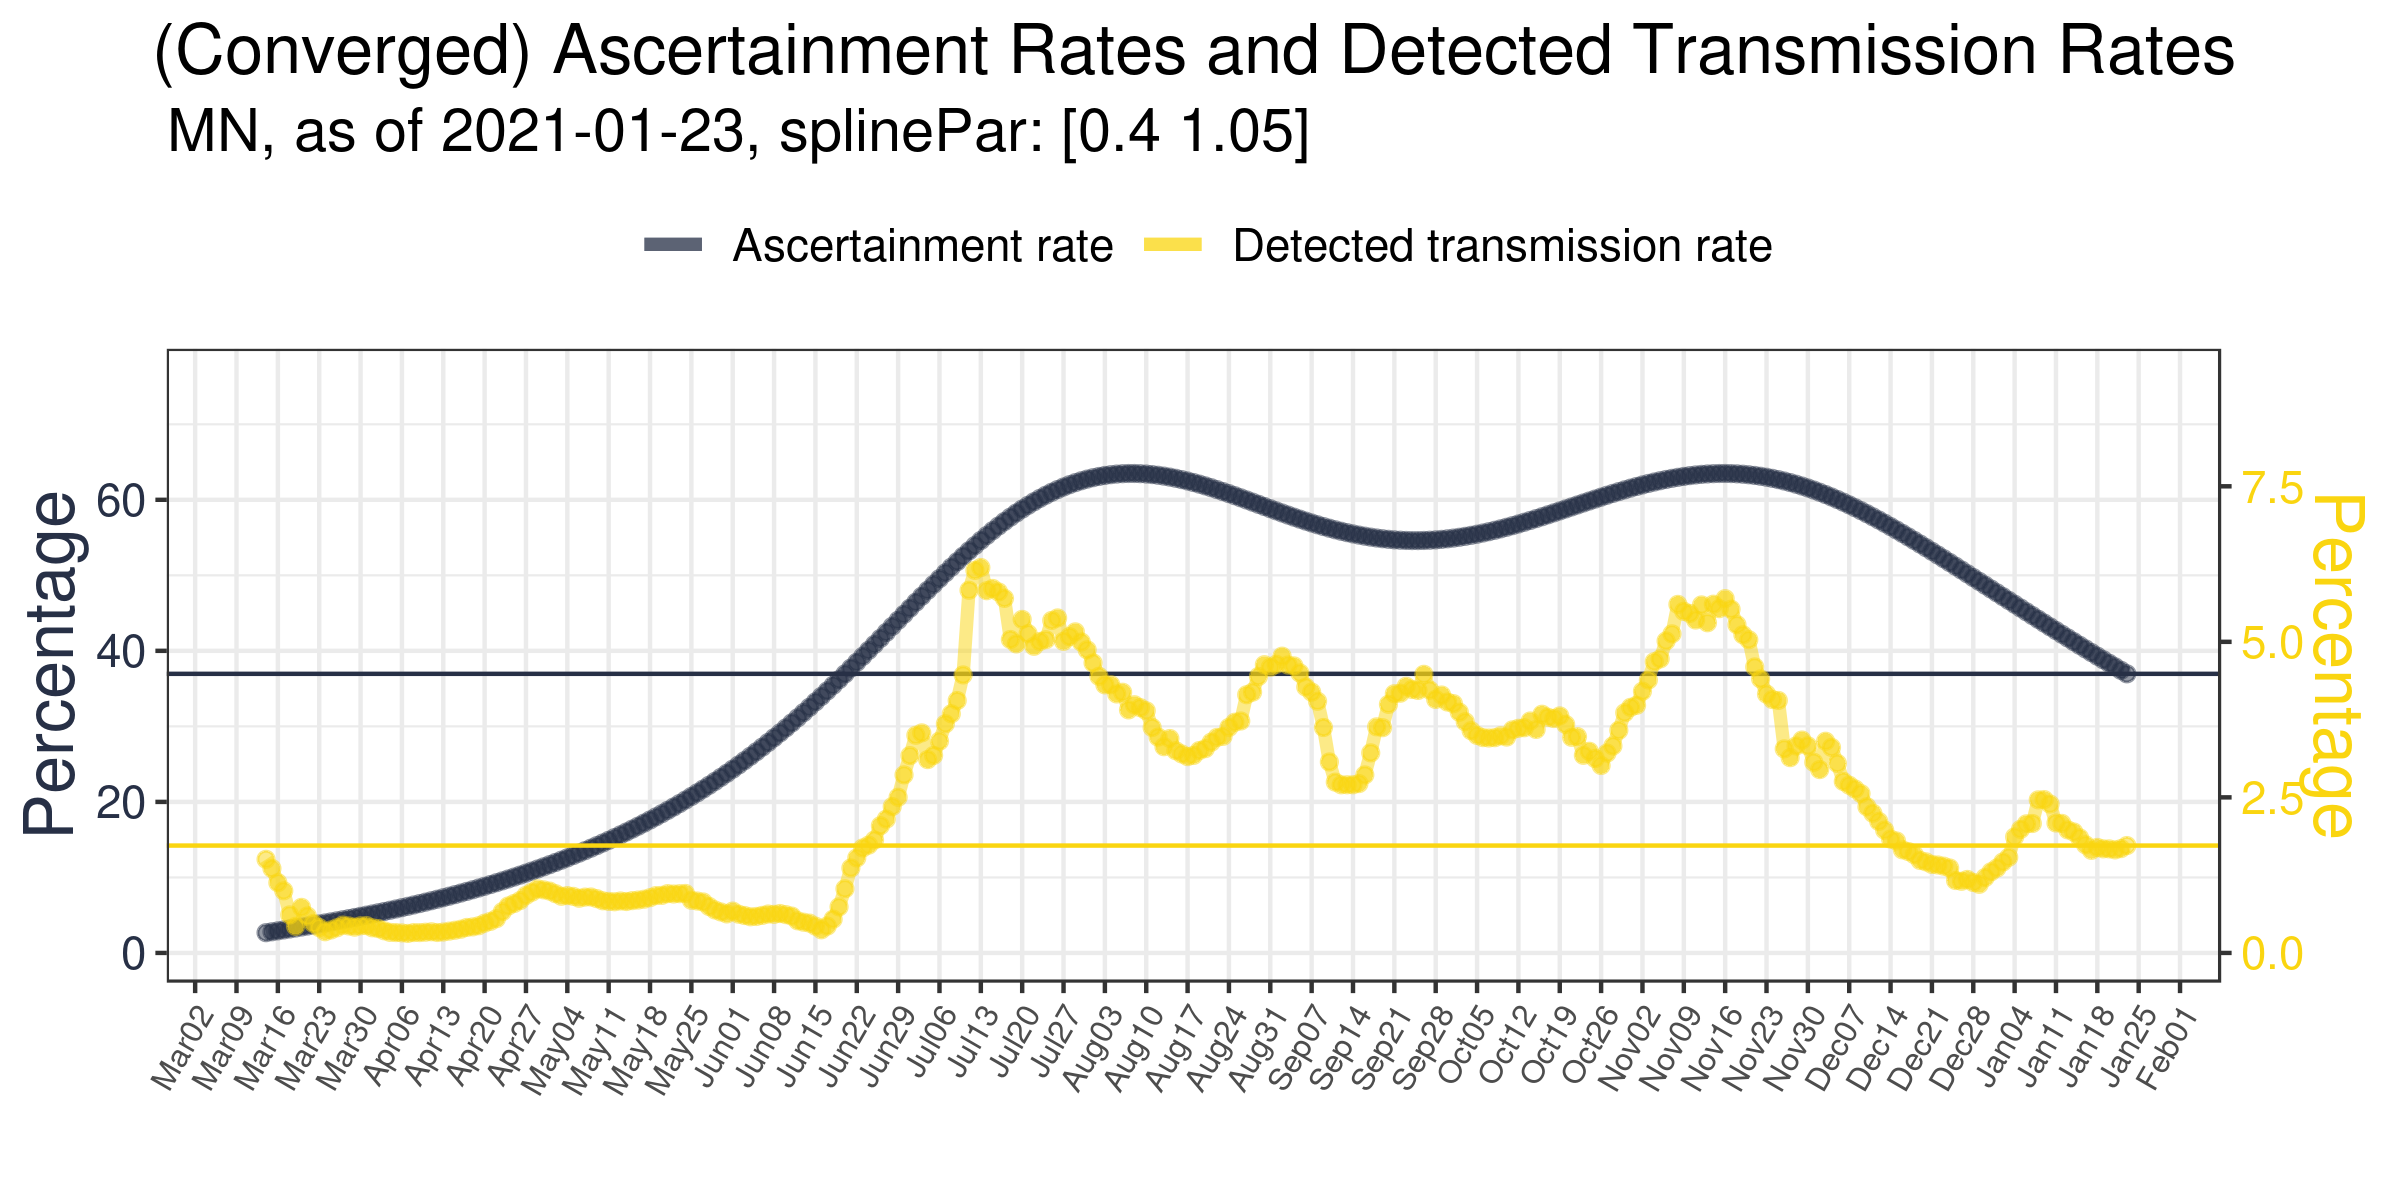 (Converged) Ascertainment Rates and Detected Transmission Rates
MN, as of 2021-01-23, splinePar: [0.4 1.05]
Ascertainment rate Detected transmission rate
Percentage
60
40
20
0
7.5
5.0
2.5
0.0
Percentage
Mar02 Mar09 Mar16 Mar23 Mar30 Apr06 Apr13 Apr20 Apr27 May04 May11 May18 May25 Jun01 Jun08 Jun15 Jun22 Jun29 Jul06 Jul13 Jul20 Jul27 Aug03 Aug10 Aug17 Aug24 Aug31 Sep07 Sep14 Sep21 Sep28 Oct05 Oct12 Oct19 Oct26 Nov02 Nov09 Nov16 Nov23 Nov30 Dec07 Dec14 Dec21 Dec28 Jan04 Jan11 Jan18 Jan25 Feb01